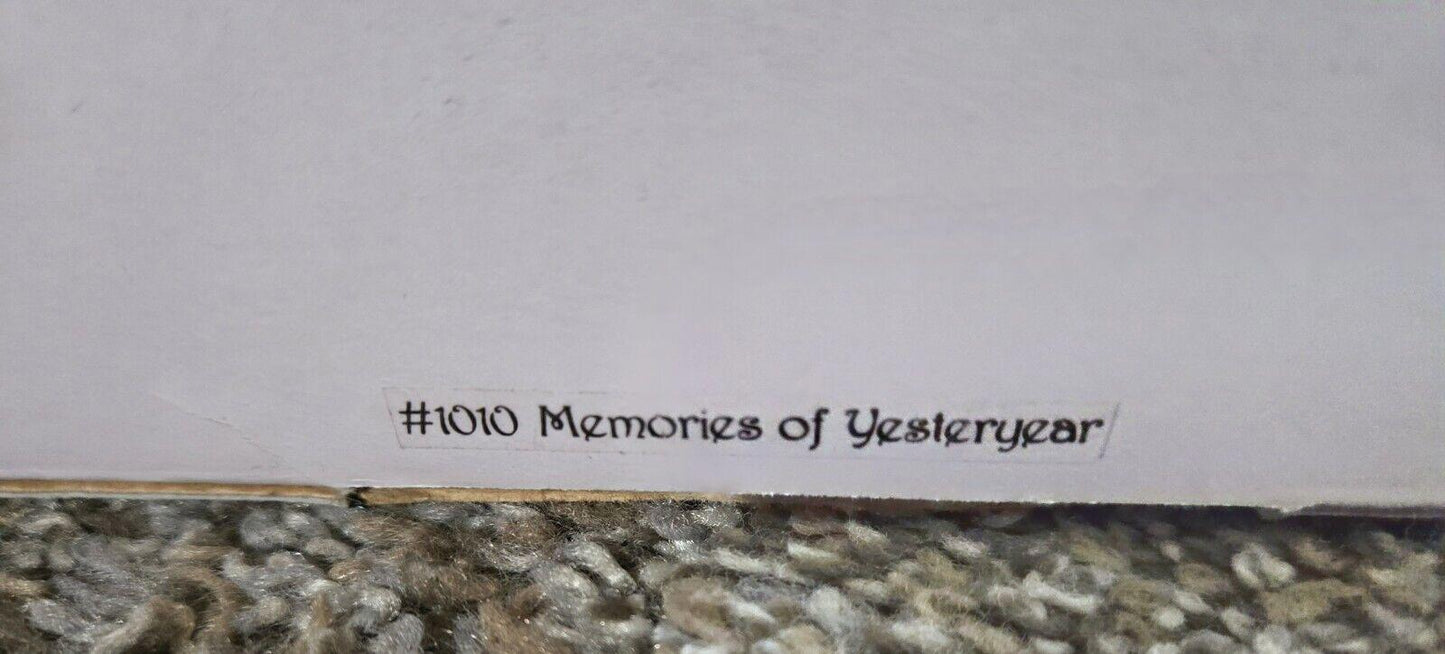 #1010 Memories of Yesteryear